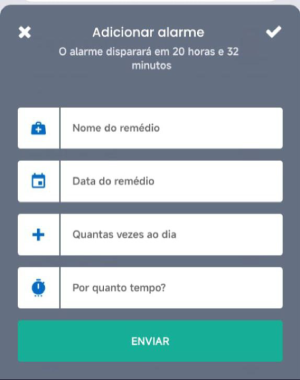 Adicionar alarme
O alarme disparará em 20 horas e 32
minutos
Nome do remédio
Data do remédio
Quantas vezes ao dia
Por quanto tempo?
ENVIAR